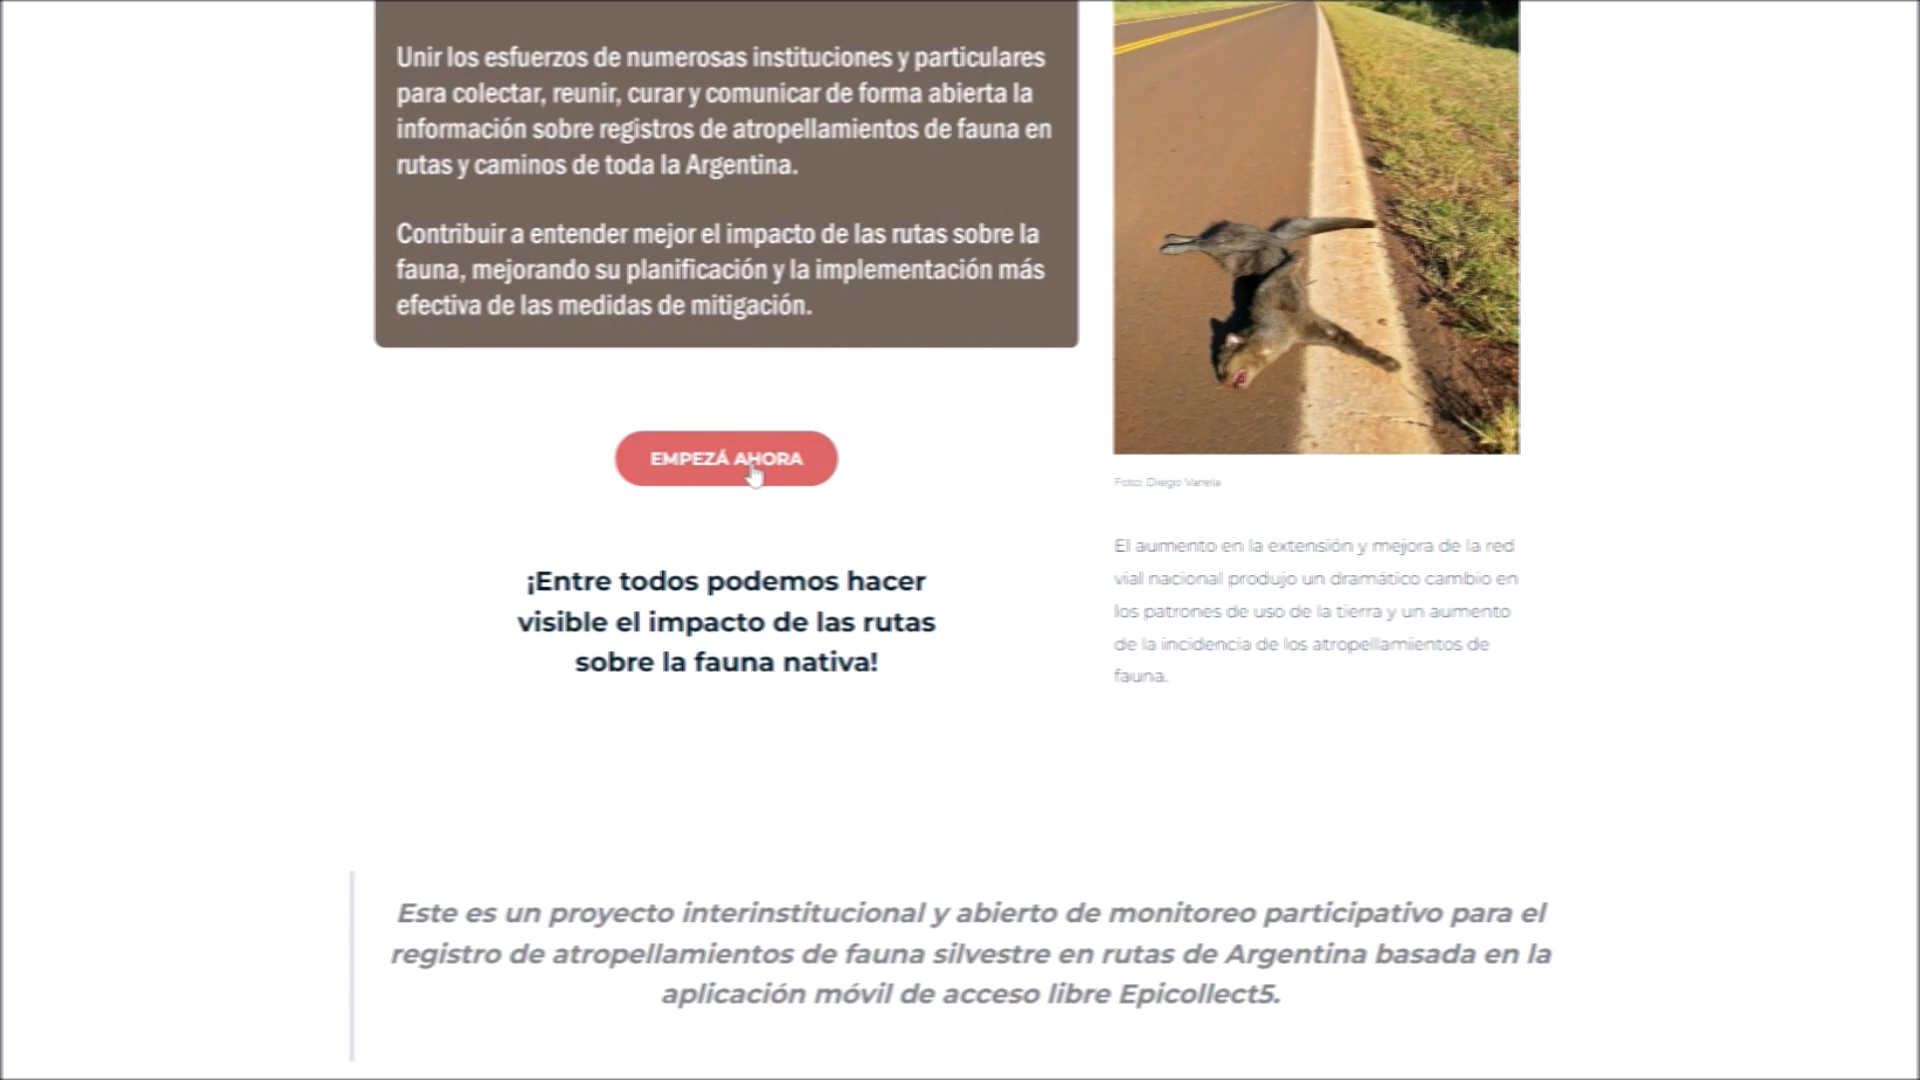 Unir los esfuerzos de numerosas instituciones y particulares
para colectar, reunir, curar y comunicar de forma abierta la
información sobre registros de atropellamientos de fauna en
rutas y caminos de toda la Argentina.
Contribuir a entender mejor el impacto de las rutas sobre la
fauna, mejorando su planificación y la implementación más
efectiva de las medidas de mitigación.
EMPEZÁ AHORA
¡Entre todos podemos hacer
visible el impacto de las rutas
sobre la fauna nativa!
Foto: Diego Varela
El aumento en la extensión y mejora de la red
vial nacional produjo un dramático cambio en
los patrones de uso de la tierra y un aumento
de la incidencia de los atropellamientos de
fauna.
Este es un proyecto interinstitucional y abierto de monitoreo participativo para el
registro de atropellamientos de fauna silvestre en rutas de Argentina basada en la
aplicación móvil de acceso libre Epicollect5.